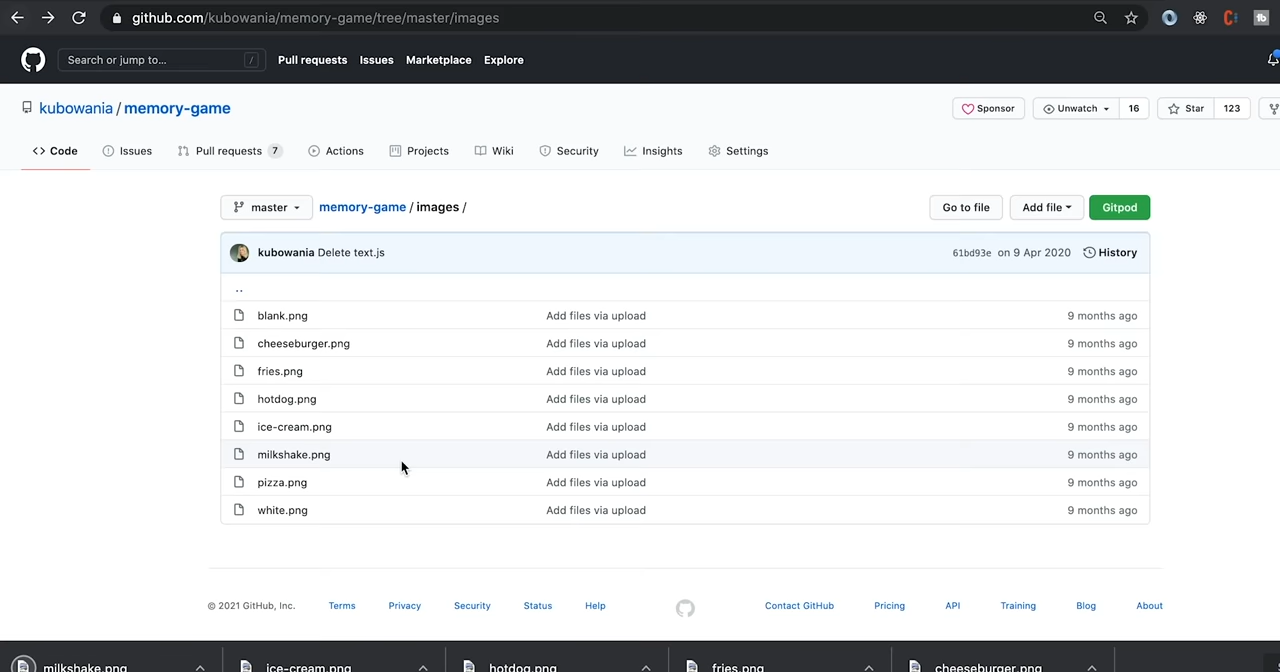 github.com/kubowania/memory-game/tree/master/images
Search or jump to... /
Pull requests Issues Marketplace Explore
kubowania / memory-game
Sponsor Unwatch 16 Star 123
Code Issues Pull requests 7 Actions Projects Wiki Security Insights Settings
master memory-game / images / Go to file Add file Gitpod
kubowania Delete text.js 61bd93e on 9 Apr 2020 History
..
blank.png Add files via upload 9 months ago
cheeseburger.png Add files via upload 9 months ago
fries.png Add files via upload 9 months ago
hotdog.png Add files via upload 9 months ago
ice-cream.png Add files via upload 9 months ago
milkshake.png Add files via upload 9 months ago
pizza.png Add files via upload 9 months ago
white.png Add files via upload 9 months ago
© 2021 GitHub, Inc. Terms Privacy Security Status Help Contact GitHub Pricing API Training Blog About
milkshake.png ice-cream.png hotdog.png fries.png cheeseburger.png